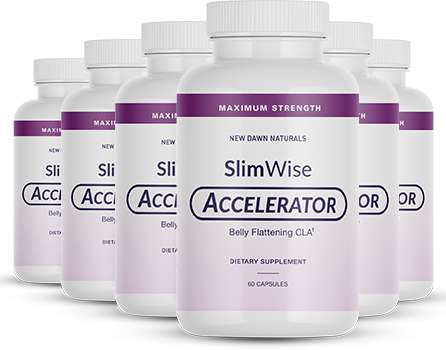 MAXIMUM STRENGTH
NEW DAWN NATURALS
SlimWise
ACCELERATOR
Belly Flattening CLA†
DIETARY SUPPLEMENT
60 CAPSULES